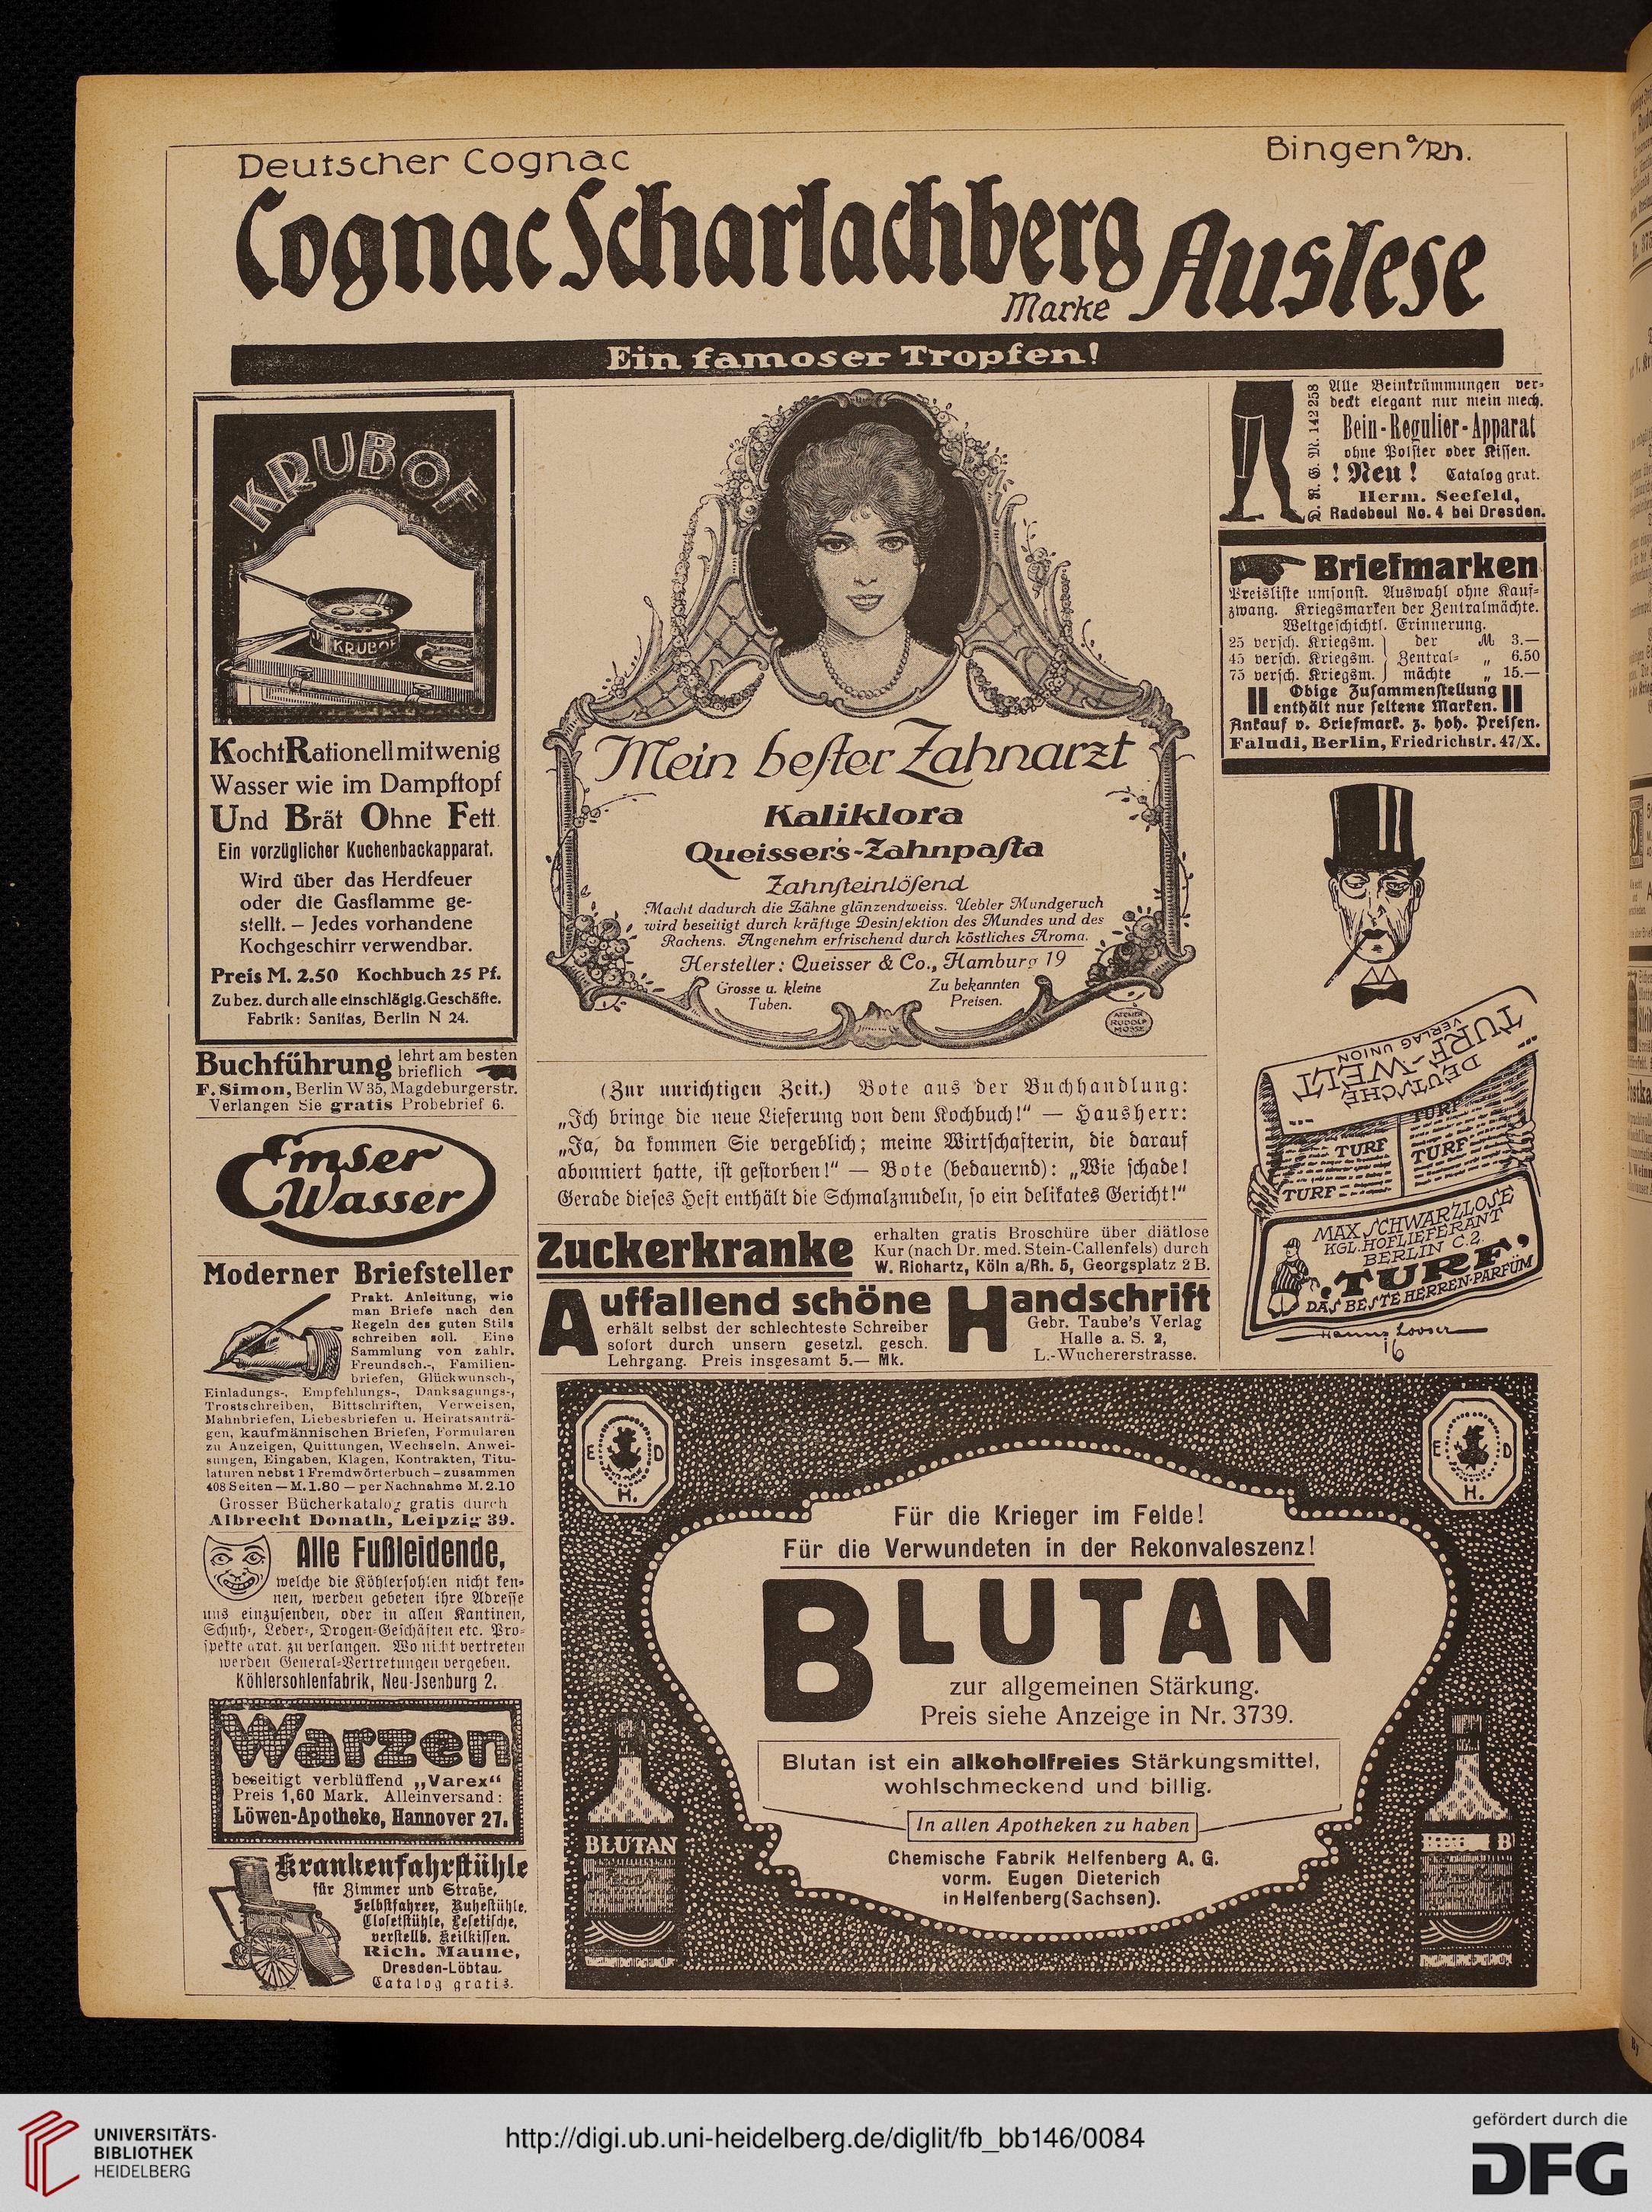 Deutscher Cognac
Bingen a/Rh.
Cognac Scharlachberg
Marke Auslese
Ein famoser Tropfen!
KRUBOF
KRUBOF
Kocht Rationell mit wenig
Wasser wie im Dampftopf
Und Brät Ohne Fett.
Ein vorzüglicher Kuchenbackapparat.
Wird über das Herdfeuer
oder die Gasflamme ge-
stellt. – Jedes vorhandene
Kochgeschirr verwendbar.
Preis M. 2.50 Kochbuch 25 Pf.
Zu bez. durch alle einschlägig. Geschäfte.
Fabrik: Sanitas, Berlin N 24.
Buchführung lehrt am besten
brieflich
F. Simon, Berlin W 35, Magdeburgerstr.
Verlangen Sie gratis Probebrief 6.
Emser
Wasser
Moderner Briefsteller
Prakt. Anleitung, wie
man Briefe nach den
Regeln des guten Stils
schreiben soll. Eine
Sammlung von zahlr.
Freundsch.-, Familien-
briefen, Glückwunsch-,
Einladungs-, Empfehlungs-, Danksagungs-,
Trostschreiben, Bittschriften, Verweisen,
Mahnbriefen, Liebesbriefen u. Heiratsanträ-
gen, kaufmännischen Briefen, Formularen
zu Anzeigen, Quittungen, Wechseln, Anwei-
sungen, Eingaben, Klagen, Kontrakten, Titu-
laturen nebst 1 Fremdwörterbuch – zusammen
408 Seiten — M. 1.80 — per Nachnahme M. 2.10
Grosser Bücherkatalog gratis durch
Albrecht Donath, Leipzig 39.
Alle Fußleidende,
welche die Köhlersohlen nicht ken-
nen, werden gebeten ihre Adresse
uns einzusenden, oder in allen Kantinen,
Schuh-, Leder-, Drogen-Geschäften etc. Pro-
spekte grat. zu verlangen. Wo nicht vertreten
werden General-Vertretungen vergeben.
Köhlersohlenfabrik, Neu-Jsenburg 2.
Warzen
beseitigt verblüffend „Varex“
Preis 1,60 Mark. Alleinversand:
Löwen-Apotheke, Hannover 27.
Krankenfahrstühle
für Zimmer und Straße,
Selbstfahrer, Ruhestühle,
Closetstühle, Lesetische,
verstellb. Keilkissen.
Rich. Maune,
Dresden-Löbtau.
Catalog gratis.
Mein bester Zahnarzt
Kaliklora
Queisser's-Zahnpasta
Zahnsteinlösend
Macht dadurch die Zähne glänzendweiss. Uebler Mundgeruch
wird beseitigt durch kräftige Desinfektion des Mundes und des
Rachens. Angenehm erfrischend durch köstliches Aroma.
Hersteller: Queisser & Co., Hamburg 19
Grosse u. kleine
Tuben.
Zu bekannten
Preisen.
ATELIER
RUDOLF
MOSSE
(Zur unrichtigen Zeit.) Bote aus der Buchhandlung:
„Ich bringe die neue Lieferung von dem Kochbuch!“ — Hausherr:
„Ja, da kommen Sie vergeblich; meine Wirtschafterin, die darauf
abonniert hatte, ist gestorben!“ — Bote (bedauernd): „Wie schade!
Gerade dieses Heft enthält die Schmalznudeln, so ein delikates Gericht!“
Zuckerkranke
erhalten gratis Broschüre über diätlose
Kur (nach Dr. med. Stein-Callenfels) durch
W. Richartz, Köln a/Rh. 5, Georgsplatz 2 B.
Auffallend schöne Handschrift
erhält selbst der schlechteste Schreiber
sofort durch unsern gesetzl. gesch.
Lehrgang. Preis insgesamt 5.— Mk.
Gebr. Taube's Verlag
Halle a. S. 2,
L.-Wuchererstrasse.
D. R. G. M. 142 258
Alle Beinkrümmungen ver-
deckt elegant nur mein mech.
Bein-Regulier-Apparat
ohne Polster oder Kissen.
! Neu ! Catalog grat.
Herm. Seefeld,
Radebeul No. 4 bei Dresden.
Briefmarken
Preisliste umsonst. Auswahl ohne Kauf-
zwang. Kriegsmarken der Zentralmächte.
Weltgeschichtl. Erinnerung.
25 versch. Kriegsm. der M 3.—
45 versch. Kriegsm. Zentral- „ 6.50
75 versch. Kriegsm. mächte „ 15.—
Obige Zusammenstellung
enthält nur seltene Marken.
Ankauf v. Briefmark. z. hoh. Preisen.
Faludi, Berlin, Friedrichstr. 47/X.
VERLAG UNION
TURF-WELT
DEUTSCHE
TURF
TURF
TURF
TURF
MAX SCHWARZLOSE
KGL. HOFLIEFERANT
BERLIN C.2.
„TURF“
DAS BESTE HERREN-PARFÜM
Hanns Looser
16
E D
H.
E D
H.
Für die Krieger im Felde!
Für die Verwundeten in der Rekonvaleszenz!
BLUTAN
zur allgemeinen Stärkung.
Preis siehe Anzeige in Nr. 3739.
Blutan ist ein alkoholfreies Stärkungsmittel,
wohlschmeckend und billig.
In allen Apotheken zu haben
Chemische Fabrik Helfenberg A. G.
vorm. Eugen Dieterich
in Helfenberg (Sachsen).
BLUTAN
UNIVERSITÄTS-
BIBLIOTHEK
HEIDELBERG
http://digi.ub.uni-heidelberg.de/diglit/fb_bb146/0084
gefördert durch die
DFG